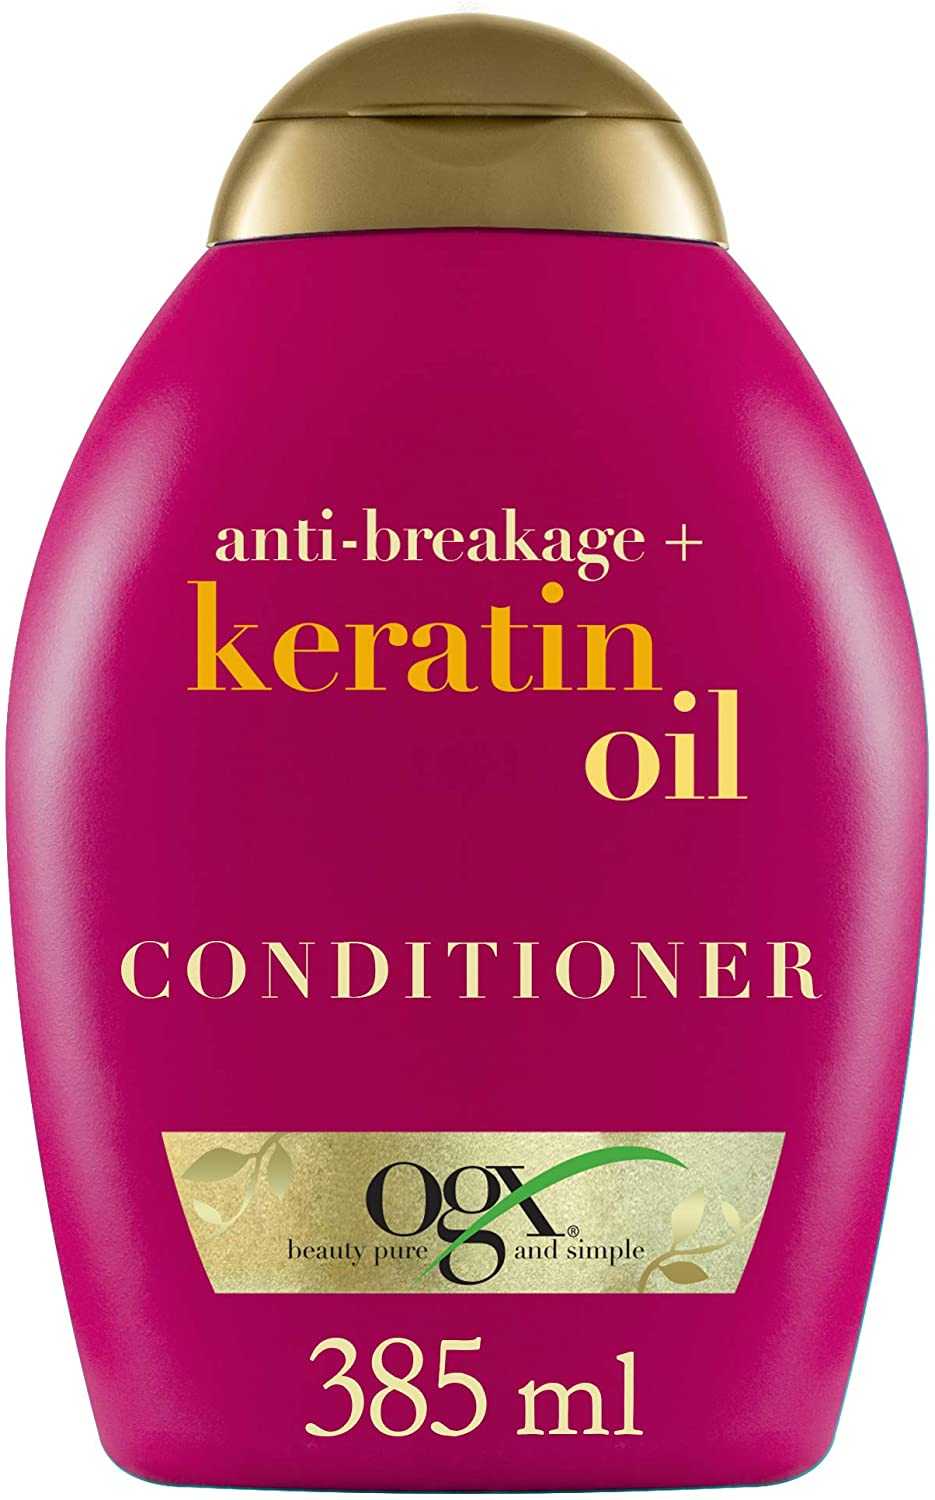 anti-breakage +
keratin
oil
CONDITIONER
ogx®
beauty pure and simple
385 ml